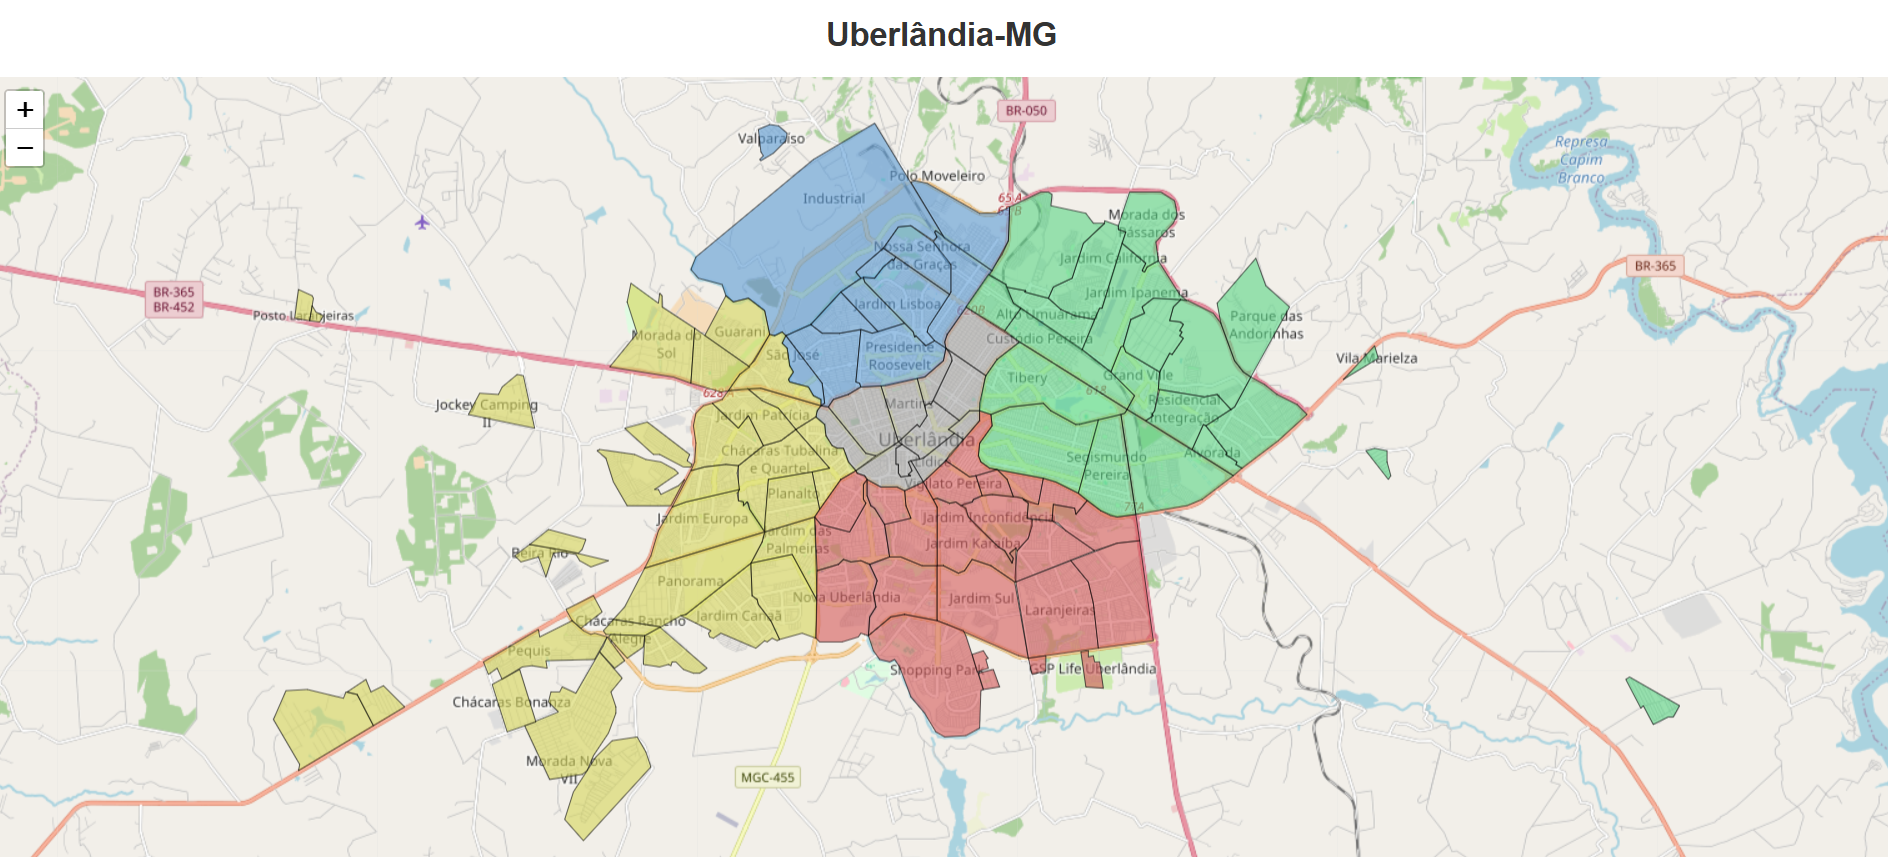 Uberlândia-MG
+
−
BR-050
Valparaíso
Represa
Capim
Branco
Polo Moveleiro
Industrial
65 A
Morada dos
Pássaros
Nossa Senhora
das Graças
Jardim California
BR-365
BR-365
BR-452
Jardim Ipanema
Jardim Lisboa
Posto Laranjeiras
Alto Umuarama
Parque das
Andorinhas
Guarani
Morada do
Sol
Custódio Pereira
São José
Presidente
Roosevelt
Vila Marielza
Tibery
Grand Ville
Jockey Camping
II
Martins
Residencial
Integração
Jardim Patrícia
Uberlândia
Chácaras Tubalina
e Quartel
Lídice
Segismundo
Pereira
Alvorada
Vigilato Pereira
Planalto
Jardim Europa
Jardim Inconfidência
Jardim das
Palmeiras
Jardim Karaíba
Beira Rio
Panorama
Nova Uberlândia
Jardim Sul
Laranjeiras
Jardim Canaã
Chácaras Rancho
Alegre
Pequis
Shopping Park
GSP Life Uberlândia
Chácaras Bonanza
Morada Nova
VII
MGC-455